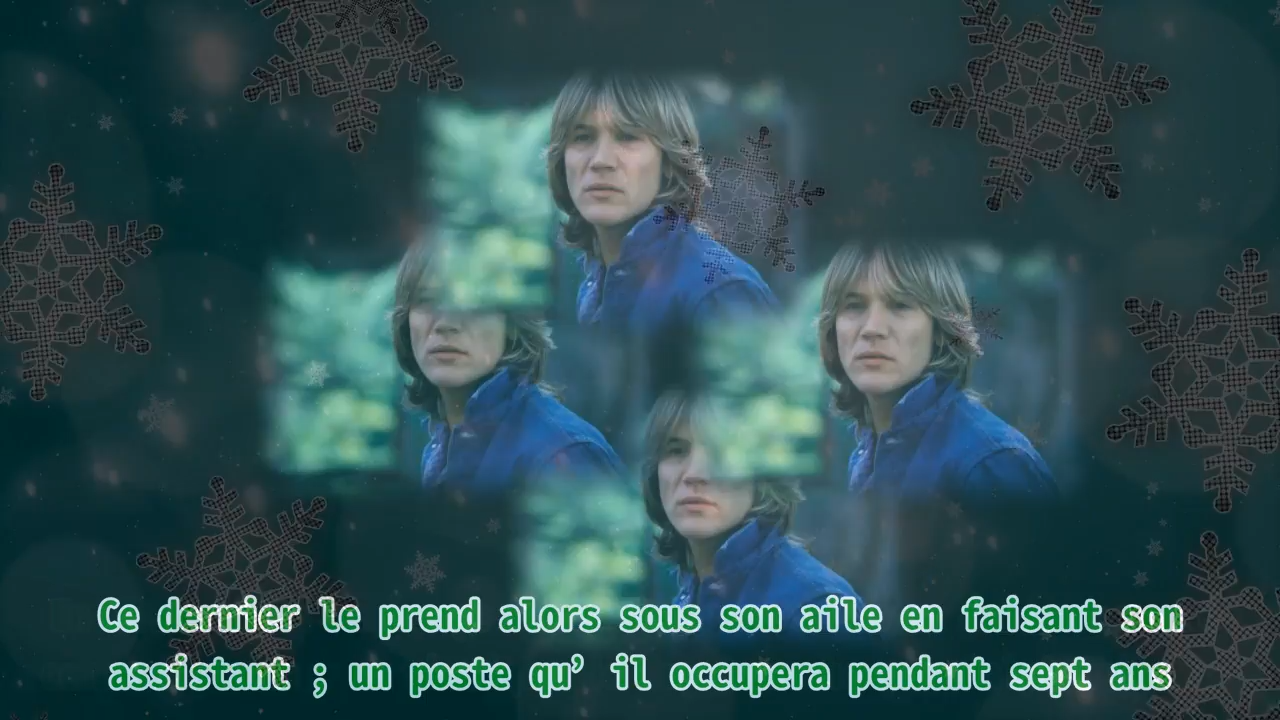 Ce dernier le prend alors sous son aile en faisant son
assistant ; un poste qu’ il occupera pendant sept ans